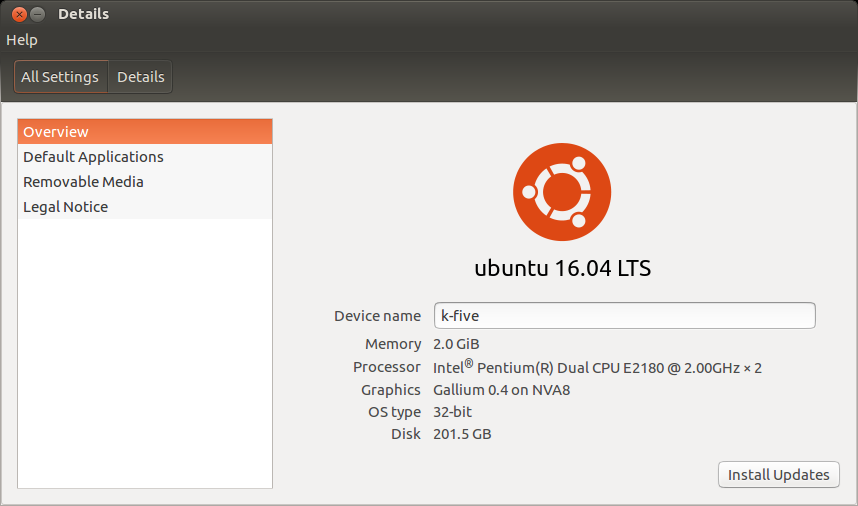 Details
Help
All Settings Details
Overview
Default Applications
Removable Media
Legal Notice
ubuntu 16.04 LTS
Device name k-five
Memory 2.0 GiB
Processor Intel® Pentium(R) Dual CPU E2180 @ 2.00GHz × 2
Graphics Gallium 0.4 on NVA8
OS type 32-bit
Disk 201.5 GB
Install Updates